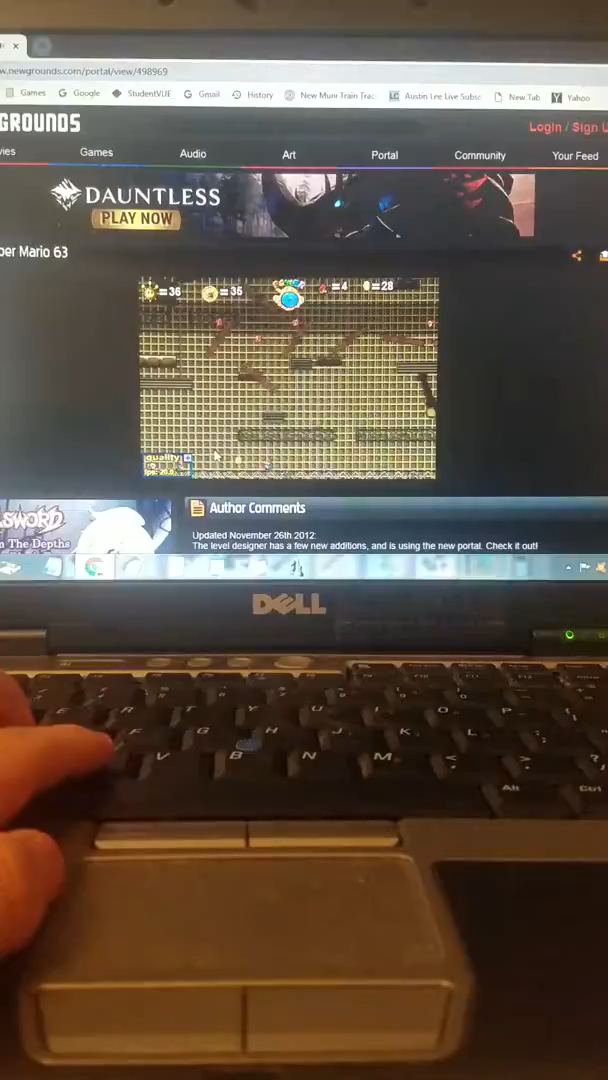 w.newgrounds.com/portal/view/498969
Games Google StudentVUE Gmail History New Muni Train Trac Austin Lee Live Subsc New Tab Yahoo
GROUNDS
Login / Sign U
vies Games Audio Art Portal Community Your Feed
DAUNTLESS
PLAY NOW
per Mario 63
=36 =35 =4 =28
quality
SWORD
n The Depths
Author Comments
Updated November 26th 2012:
The level designer has a few new additions, and is using the new portal. Check it out!
DELL
E R T Y U I O P
F G H J K L ;
V B N M < > ?
Alt Ctrl